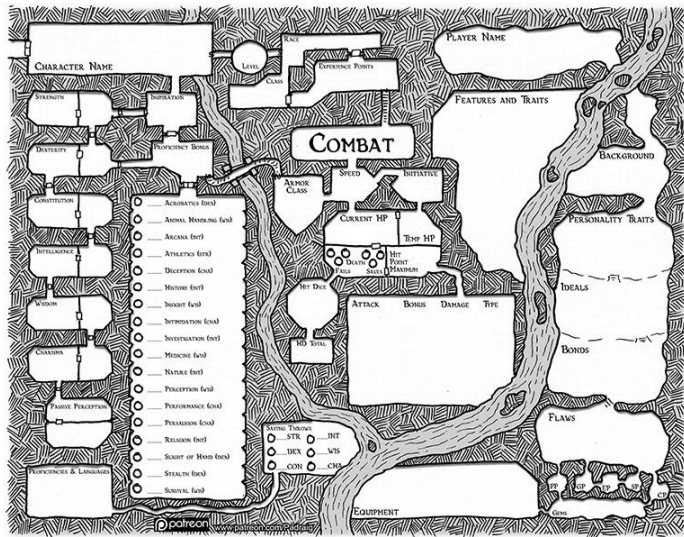 Character Name
Level
Race
Class
Experience Points
Player Name
Strength
Inspiration
Dexterity
Proficiency Bonus
Constitution
Intelligence
Wisdom
Charisma
Passive Perception
Proficiencies & Languages
Acrobatics (dex)
Animal Handling (wis)
Arcana (int)
Athletics (str)
Deception (cha)
History (int)
Insight (wis)
Intimidation (cha)
Investigation (int)
Medicine (wis)
Nature (int)
Perception (wis)
Performance (cha)
Persuasion (cha)
Religion (int)
Slight of Hand (dex)
Stealth (dex)
Survival (wis)
Combat
Armor
Class
Speed
Initiative
Current HP
Temp HP
Death
Fails
Saves
Hit
Point
Maximum
Hit Dice
HD Total
Attack Bonus Damage Type
Saving Throws
STR INT
DEX WIS
CON CHA
Features and Traits
Background
Personality Traits
Ideals
Bonds
Flaws
PP GP EP SP CP
Gems
Equipment
patreon www.patreon.com/Padraig